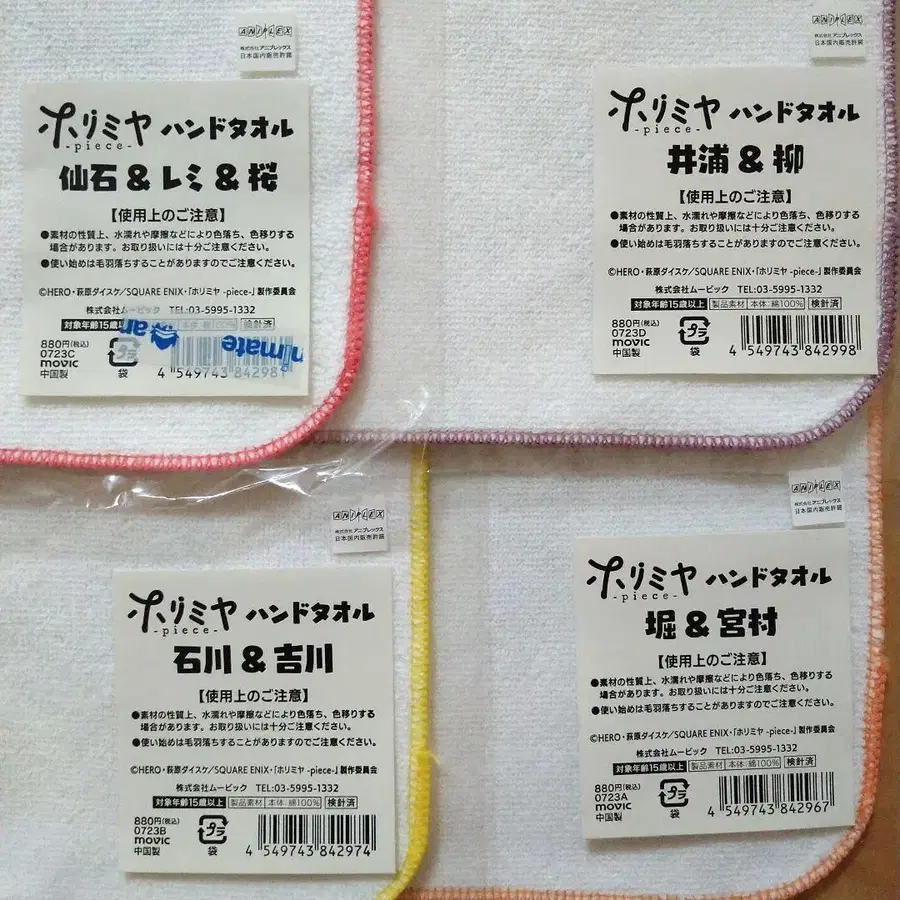 ANIPLEX
株式会社アニプレックス
日本国内販売許諾
ホリミヤ ハンドタオル
-piece-
仙石 & レミ & 桜
【使用上のご注意】
●素材の性質上、水濡れや摩擦などにより色落ち、色移りする
場合があります。お取り扱いには十分ご注意ください。
●使い始めは毛羽落ちすることがありますのでご注意ください。
©HERO・萩原ダイスケ/SQUARE ENIX・「ホリミヤ -piece-」製作委員会
株式会社ムービック TEL:03-5995-1332
対象年齢15歳以上 本体:綿100% 検針済
880円(税込)
0723C
movic
中国製
プラ
袋
animate
4 549743 842981
ANIPLEX
株式会社アニプレックス
日本国内販売許諾
ホリミヤ ハンドタオル
-piece-
井浦 & 柳
【使用上のご注意】
●素材の性質上、水濡れや摩擦などにより色落ち、色移りする
場合があります。お取り扱いには十分ご注意ください。
●使い始めは毛羽落ちすることがありますのでご注意ください。
©HERO・萩原ダイスケ/SQUARE ENIX・「ホリミヤ -piece-」製作委員会
株式会社ムービック TEL:03-5995-1332
対象年齢15歳以上 製品素材 本体:綿100% 検針済
880円(税込)
0723D
movic
中国製
プラ
袋
4 549743 842998
ANIPLEX
株式会社アニプレックス
日本国内販売許諾
ホリミヤ ハンドタオル
-piece-
石川 & 吉川
【使用上のご注意】
●素材の性質上、水濡れや摩擦などにより色落ち、色移りする
場合があります。お取り扱いには十分ご注意ください。
●使い始めは毛羽落ちすることがありますのでご注意ください。
©HERO・萩原ダイスケ/SQUARE ENIX・「ホリミヤ -piece-」製作委員会
株式会社ムービック TEL:03-5995-1332
対象年齢15歳以上 製品素材 本体:綿100% 検針済
880円(税込)
0723B
movic
中国製
プラ
袋
4 549743 842974
ANIPLEX
株式会社アニプレックス
日本国内販売許諾
ホリミヤ ハンドタオル
-piece-
堀 & 宮村
【使用上のご注意】
●素材の性質上、水濡れや摩擦などにより色落ち、色移りする
場合があります。お取り扱いには十分ご注意ください。
●使い始めは毛羽落ちすることがありますのでご注意ください。
©HERO・萩原ダイスケ/SQUARE ENIX・「ホリミヤ -piece-」製作委員会
株式会社ムービック TEL:03-5995-1332
対象年齢15歳以上 製品素材 本体:綿100% 検針済
880円(税込)
0723A
movic
中国製
プラ
袋
4 549743 842967